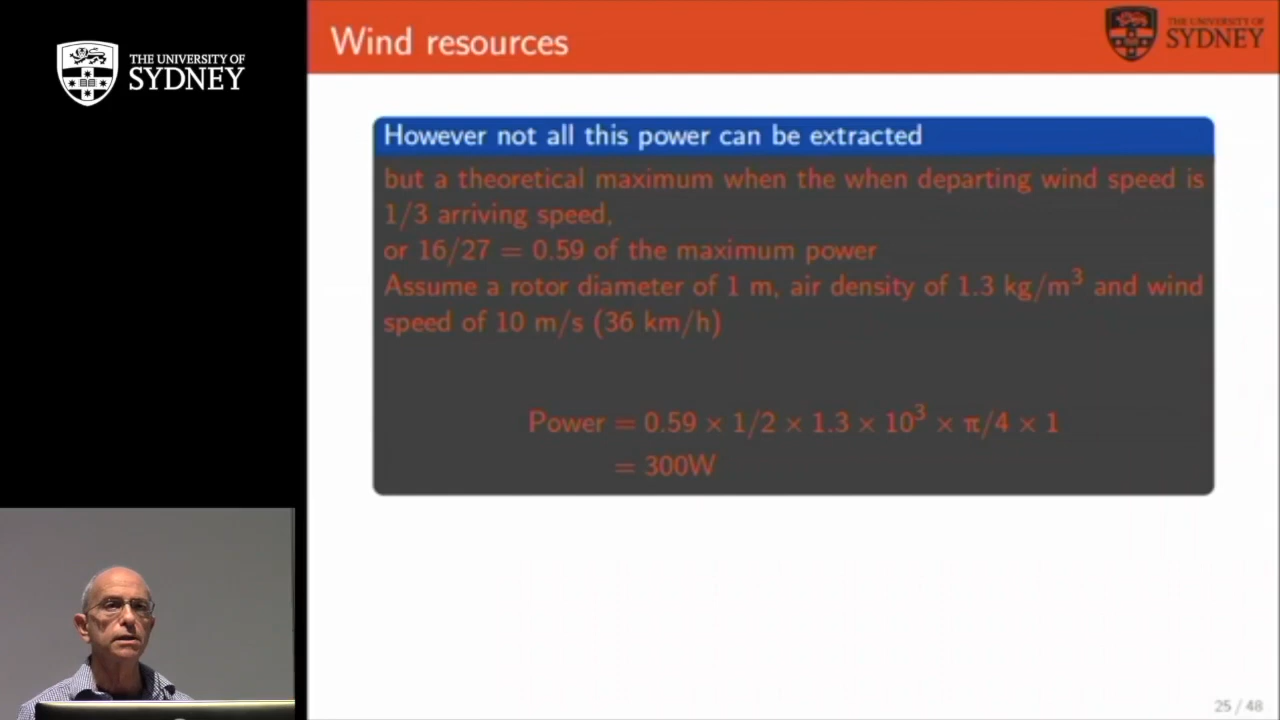 THE UNIVERSITY OF
SYDNEY
Wind resources
THE UNIVERSITY OF
SYDNEY
However not all this power can be extracted
but a theoretical maximum when the when departing wind speed is
1/3 arriving speed,
or 16/27 = 0.59 of the maximum power
Assume a rotor diameter of 1 m, air density of 1.3 kg/m³ and wind
speed of 10 m/s (36 km/h)
Power = 0.59 × 1/2 × 1.3 × 10³ × π/4 × 1
= 300W
25 / 48